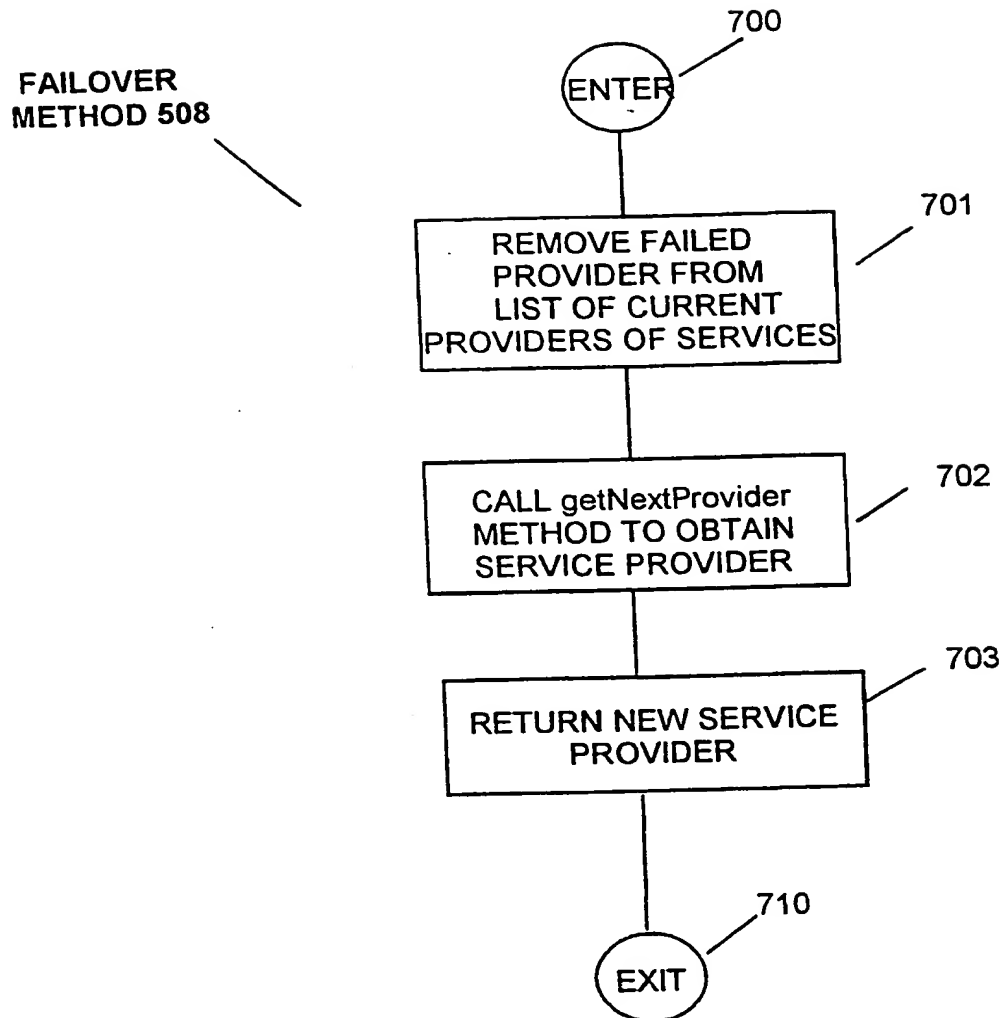 700
FAILOVER
METHOD 508
ENTER
701
REMOVE FAILED
PROVIDER FROM
LIST OF CURRENT
PROVIDERS OF SERVICES
702
CALL getNextProvider
METHOD TO OBTAIN
SERVICE PROVIDER
703
RETURN NEW SERVICE
PROVIDER
710
EXIT